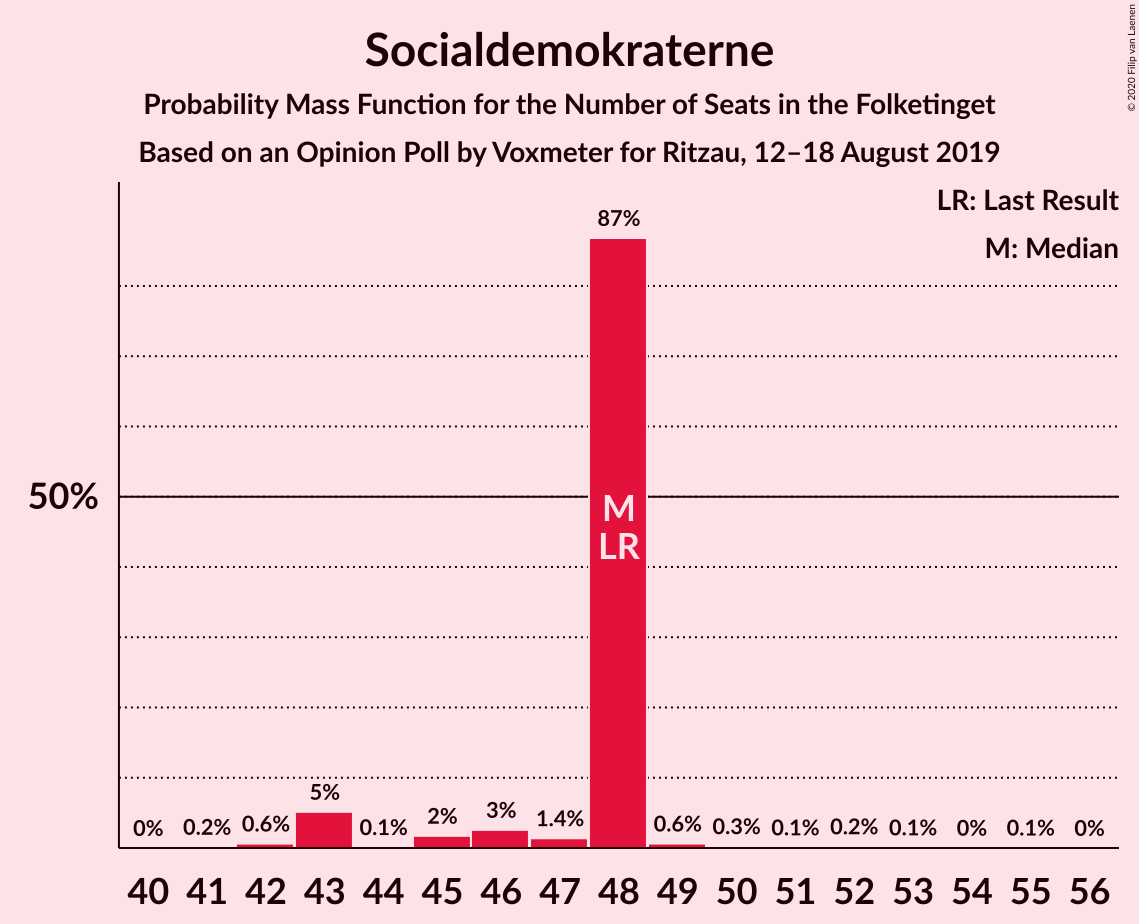 Socialdemokraterne
Probability Mass Function for the Number of Seats in the Folketinget
Based on an Opinion Poll by Voxmeter for Ritzau, 12–18 August 2019
© 2020 Filip van Laenen
LR: Last Result
M: Median
50%
0% 0.2% 0.6% 5% 0.1% 2% 3% 1.4% 87% 0.6% 0.3% 0.1% 0.2% 0.1% 0% 0.1% 0%
M
LR
40 41 42 43 44 45 46 47 48 49 50 51 52 53 54 55 56